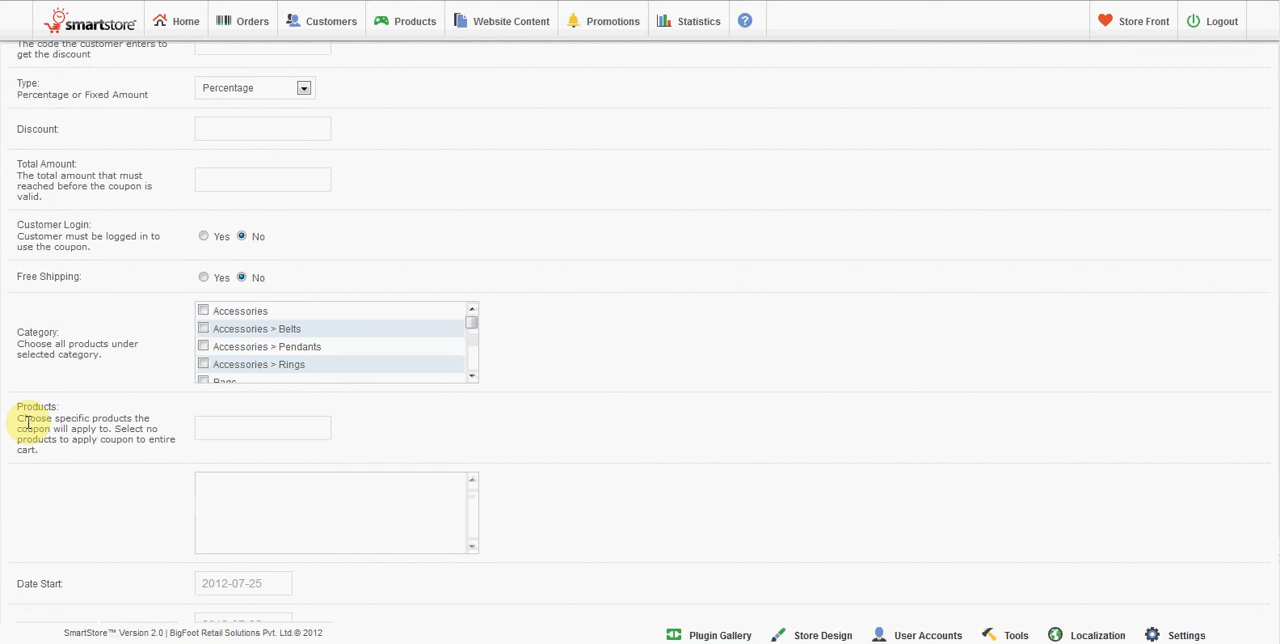 smartstore Home Orders Customers Products Website Content Promotions Statistics ? Store Front Logout
The code the customer enters to
get the discount
Type:
Percentage or Fixed Amount
Percentage
Discount:
Total Amount:
The total amount that must
reached before the coupon is
valid.
Customer Login:
Customer must be logged in to
use the coupon.
Yes No
Free Shipping:
Yes No
Category:
Choose all products under
selected category.
Accessories
Accessories > Belts
Accessories > Pendants
Accessories > Rings
Bags
Products:
Choose specific products the
coupon will apply to. Select no
products to apply coupon to entire
cart.
Date Start:
2012-07-25
SmartStore™ Version 2.0 | BigFoot Retail Solutions Pvt. Ltd.© 2012
Plugin Gallery Store Design User Accounts Tools Localization Settings